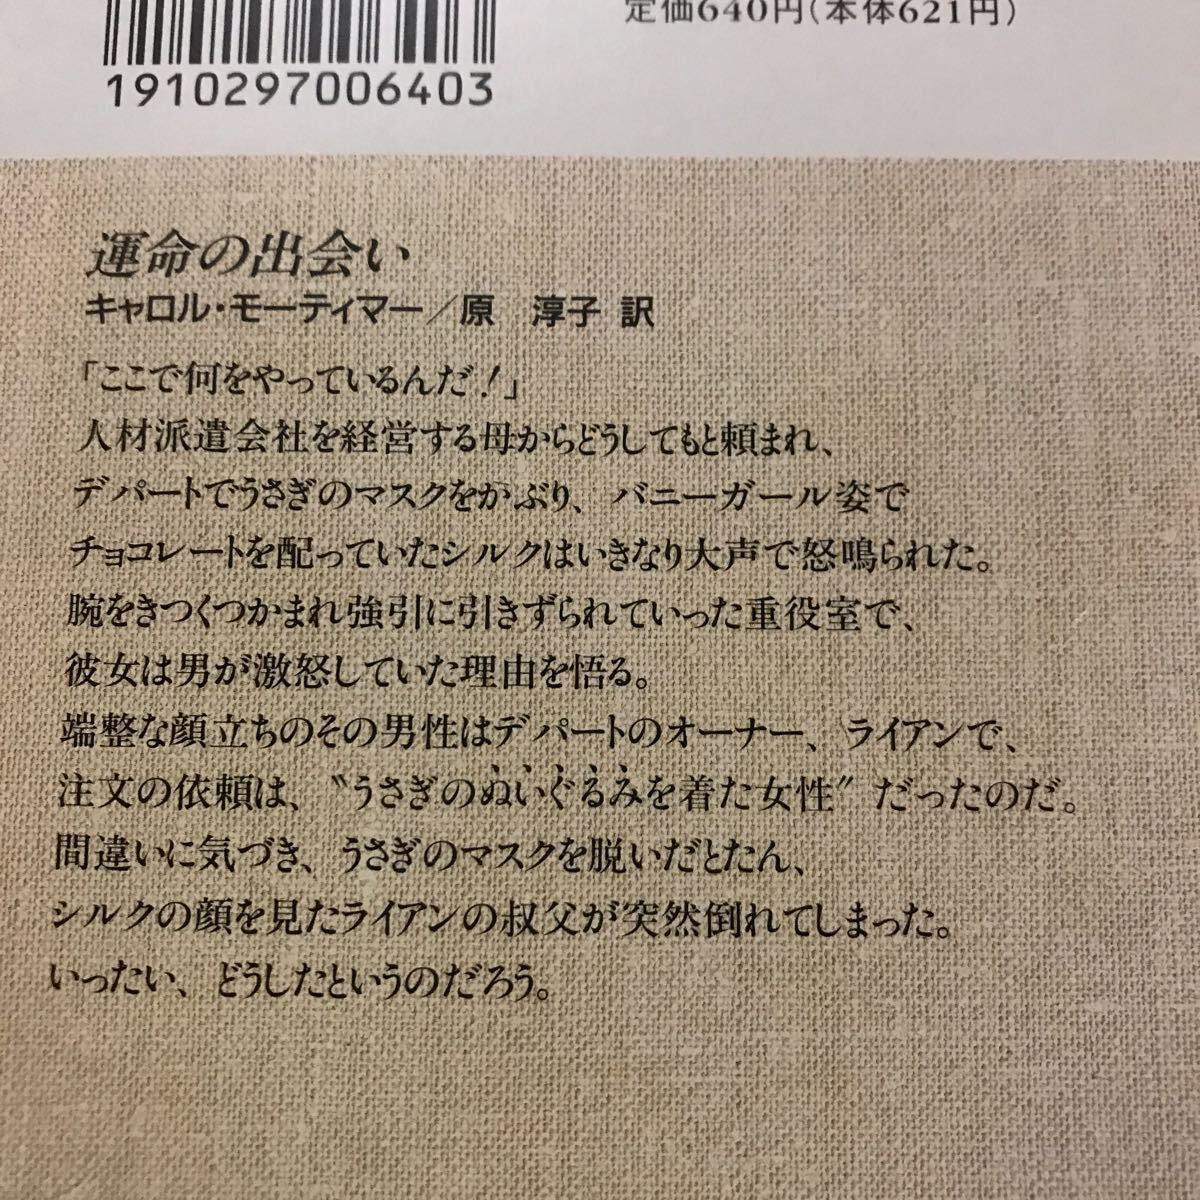 定価640円(本体621円)
1910297006403
運命の出会い
キャロル・モーティマー/原 淳子 訳
「ここで何をやっているんだ!」
人材派遣会社を経営する母からどうしてもと頼まれ、
デパートでうさぎのマスクをかぶり、バニーガール姿で
チョコレートを配っていたシルクはいきなり大声で怒鳴られた。
腕をきつくつかまれ強引に引きずられていった重役室で、
彼女は男が激怒していた理由を悟る。
端整な顔立ちのその男性はデパートのオーナー、ライアンで、
注文の依頼は、〝うさぎのぬいぐるみを着た女性〟だったのだ。
間違いに気づき、うさぎのマスクを脱いだとたん、
シルクの顔を見たライアンの叔父が突然倒れてしまった。
いったい、どうしたというのだろう。